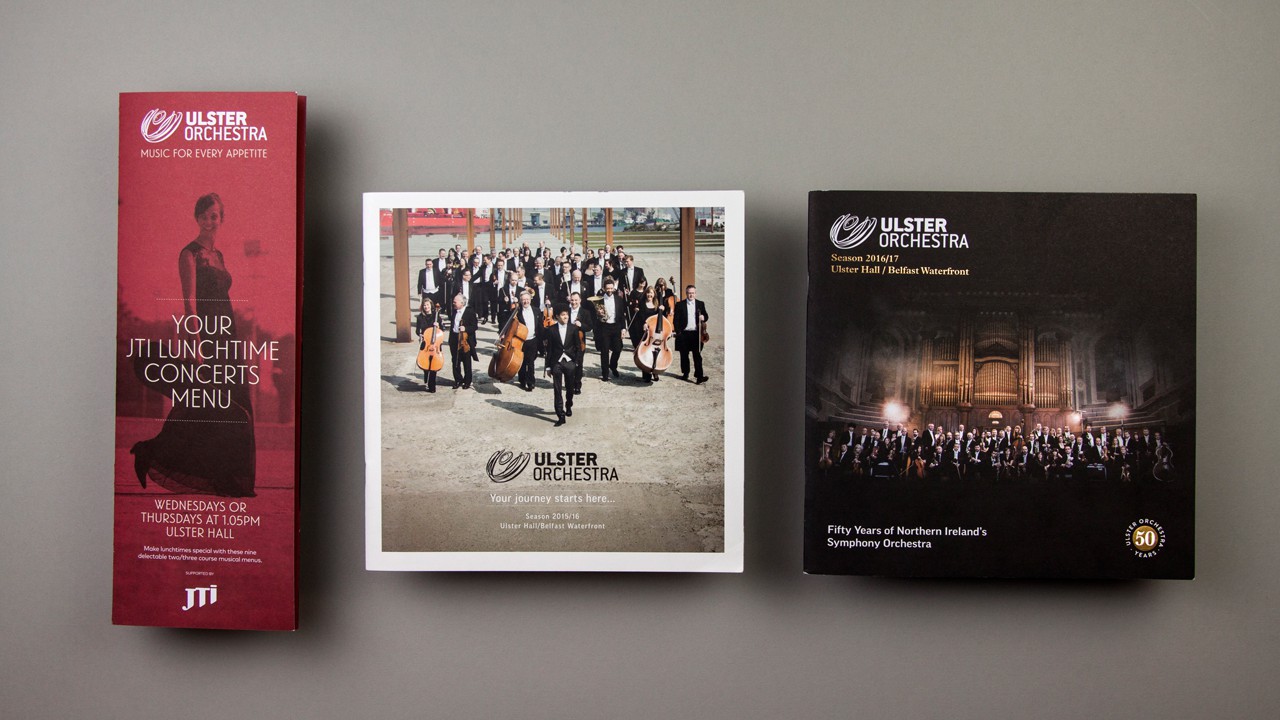 ULSTER
ORCHESTRA
MUSIC FOR EVERY APPETITE
YOUR
JTI LUNCHTIME
CONCERTS
MENU
WEDNESDAYS OR
THURSDAYS AT 1.05PM
ULSTER HALL
Make lunchtimes special with these nine
delectable two/three course musical menus.
SUPPORTED BY
JTi
ULSTER
ORCHESTRA
Your journey starts here...
Season 2015/16
Ulster Hall/Belfast Waterfront
ULSTER
ORCHESTRA
Season 2016/17
Ulster Hall / Belfast Waterfront
Fifty Years of Northern Ireland's
Symphony Orchestra
ULSTER ORCHESTRA
50
YEARS